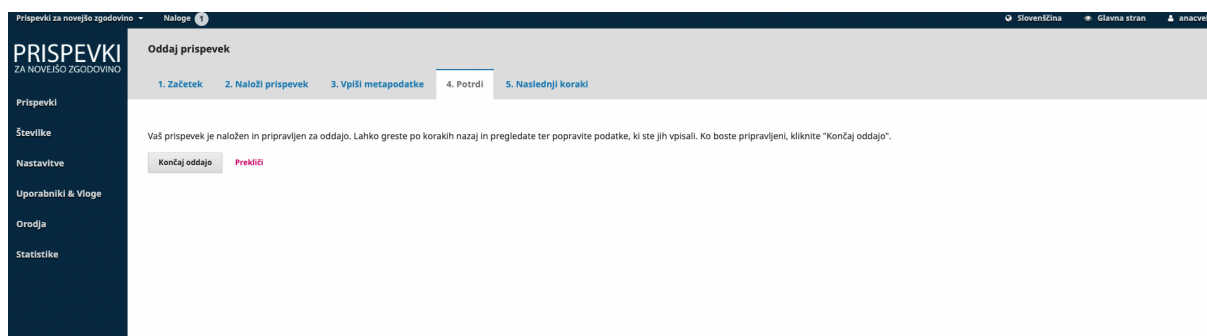 Prispevki za novejšo zgodovino Naloge 1 Slovenščina Glavna stran
PRISPEVKI
ZA NOVEJŠO ZGODOVINO
Oddaj prispevek
1. Začetek 2. Naloži prispevek 3. Vpiši metapodatke 4. Potrdi 5. Naslednji koraki
Prispevki
Številke
Nastavitve
Uporabniki & Vloge
Orodja
Statistike
Vaš prispevek je naložen in pripravljen za oddajo. Lahko greste po korakih nazaj in pregledate ter popravite podatke, ki ste jih vpisali. Ko boste pripravljeni, kliknite "Končaj oddajo".
Končaj oddajo Prekliči